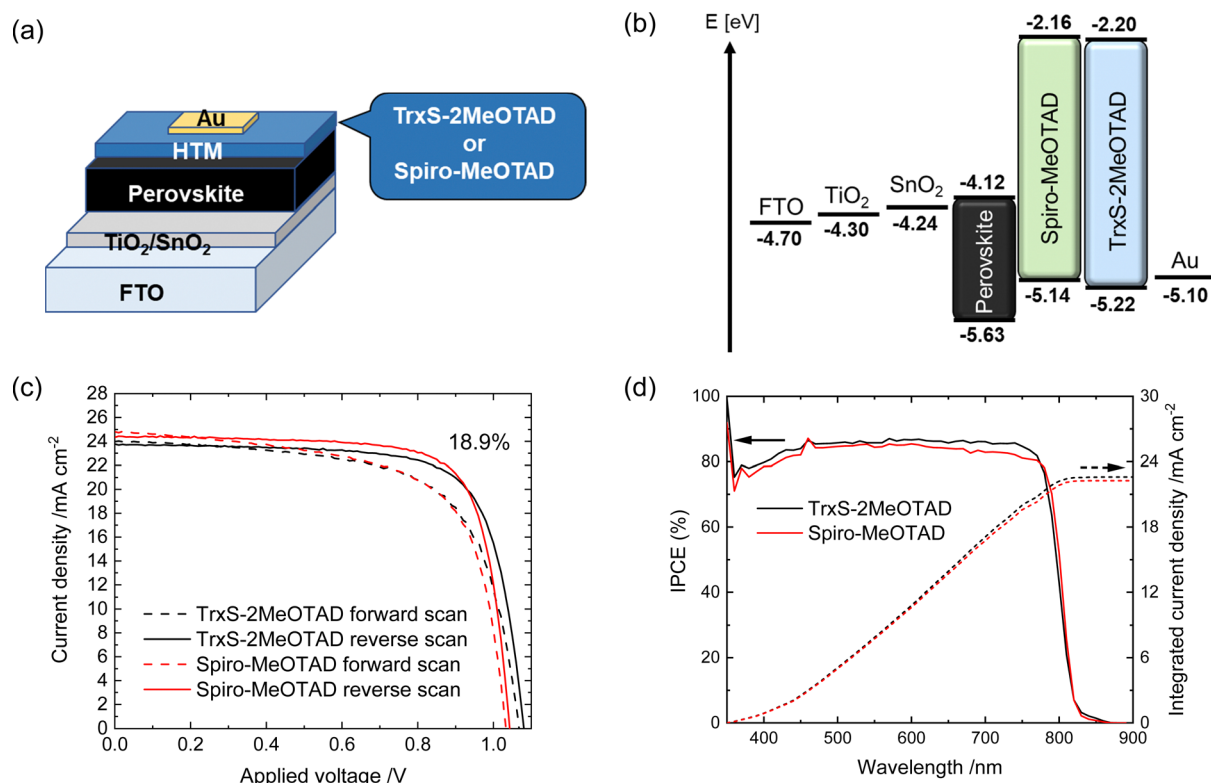 (a)
Au
HTM
Perovskite
TiO₂/SnO₂
FTO
TrxS-2MeOTAD
or
Spiro-MeOTAD
(b)
E [eV]
FTO
-4.70
TiO₂
-4.30
SnO₂
-4.24
-4.12
Perovskite
-5.63
-2.16
Spiro-MeOTAD
-5.14
-2.20
TrxS-2MeOTAD
-5.22
Au
-5.10
(c)
Current density /mA cm⁻²
28
26
24
22
20
18
16
14
12
10
8
6
4
2
0
18.9%
TrxS-2MeOTAD forward scan
TrxS-2MeOTAD reverse scan
Spiro-MeOTAD forward scan
Spiro-MeOTAD reverse scan
0.0 0.2 0.4 0.6 0.8 1.0
Applied voltage /V
(d)
IPCE (%)
100
80
60
40
20
0
TrxS-2MeOTAD
Spiro-MeOTAD
30
24
18
12
6
0
Integrated current density /mA cm⁻²
400 500 600 700 800 900
Wavelength /nm